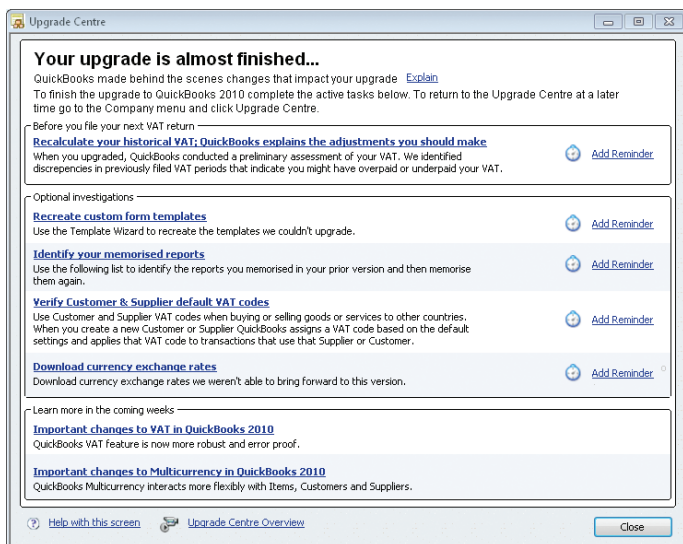 Upgrade Centre
Your upgrade is almost finished...
QuickBooks made behind the scenes changes that impact your upgrade Explain
To finish the upgrade to QuickBooks 2010 complete the active tasks below. To return to the Upgrade Centre at a later
time go to the Company menu and click Upgrade Centre.
Before you file your next VAT return
Recalculate your historical VAT; QuickBooks explains the adjustments you should make
When you upgraded, QuickBooks conducted a preliminary assessment of your VAT. We identified
discrepancies in previously filed VAT periods that indicate you might have overpaid or underpaid your VAT.
Add Reminder
Optional investigations
Recreate custom form templates
Use the Template Wizard to recreate the templates we couldn't upgrade.
Add Reminder
Identify your memorised reports
Use the following list to identify the reports you memorised in your prior version and then memorise
them again.
Add Reminder
Verify Customer & Supplier default VAT codes
Use Customer and Supplier VAT codes when buying or selling goods or services to other countries.
When you create a new Customer or Supplier QuickBooks assigns a VAT code based on the default
settings and applies that VAT code to transactions that use that Supplier or Customer.
Add Reminder
Download currency exchange rates
Download currency exchange rates we weren't able to bring forward to this version.
Add Reminder
Learn more in the coming weeks
Important changes to VAT in QuickBooks 2010
QuickBooks VAT feature is now more robust and error proof.
Important changes to Multicurrency in QuickBooks 2010
QuickBooks Multicurrency interacts more flexibly with Items, Customers and Suppliers.
Help with this screen Upgrade Centre Overview Close